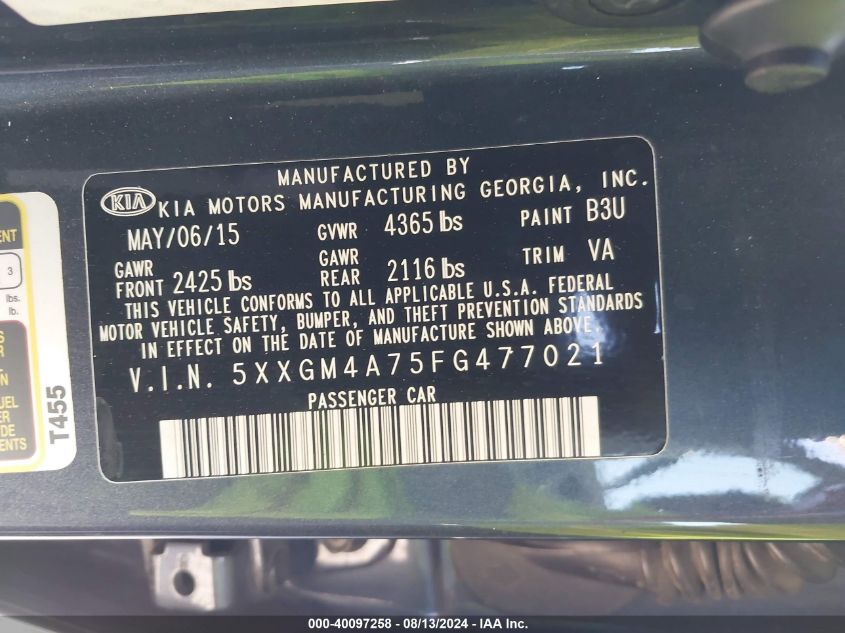 MANUFACTURED BY
KIA KIA MOTORS MANUFACTURING GEORGIA, INC.
MAY/06/15 GVWR 4365 lbs PAINT B3U
GAWR FRONT 2425 lbs GAWR REAR 2116 lbs TRIM VA
THIS VEHICLE CONFORMS TO ALL APPLICABLE U.S.A. FEDERAL
MOTOR VEHICLE SAFETY, BUMPER, AND THEFT PREVENTION STANDARDS
IN EFFECT ON THE DATE OF MANUFACTURE SHOWN ABOVE.
V.I.N. 5XXGM4A75FG477021
PASSENGER CAR
3
lbs.
lb.
T455
000-40097258 - 08/13/2024 - IAA Inc.